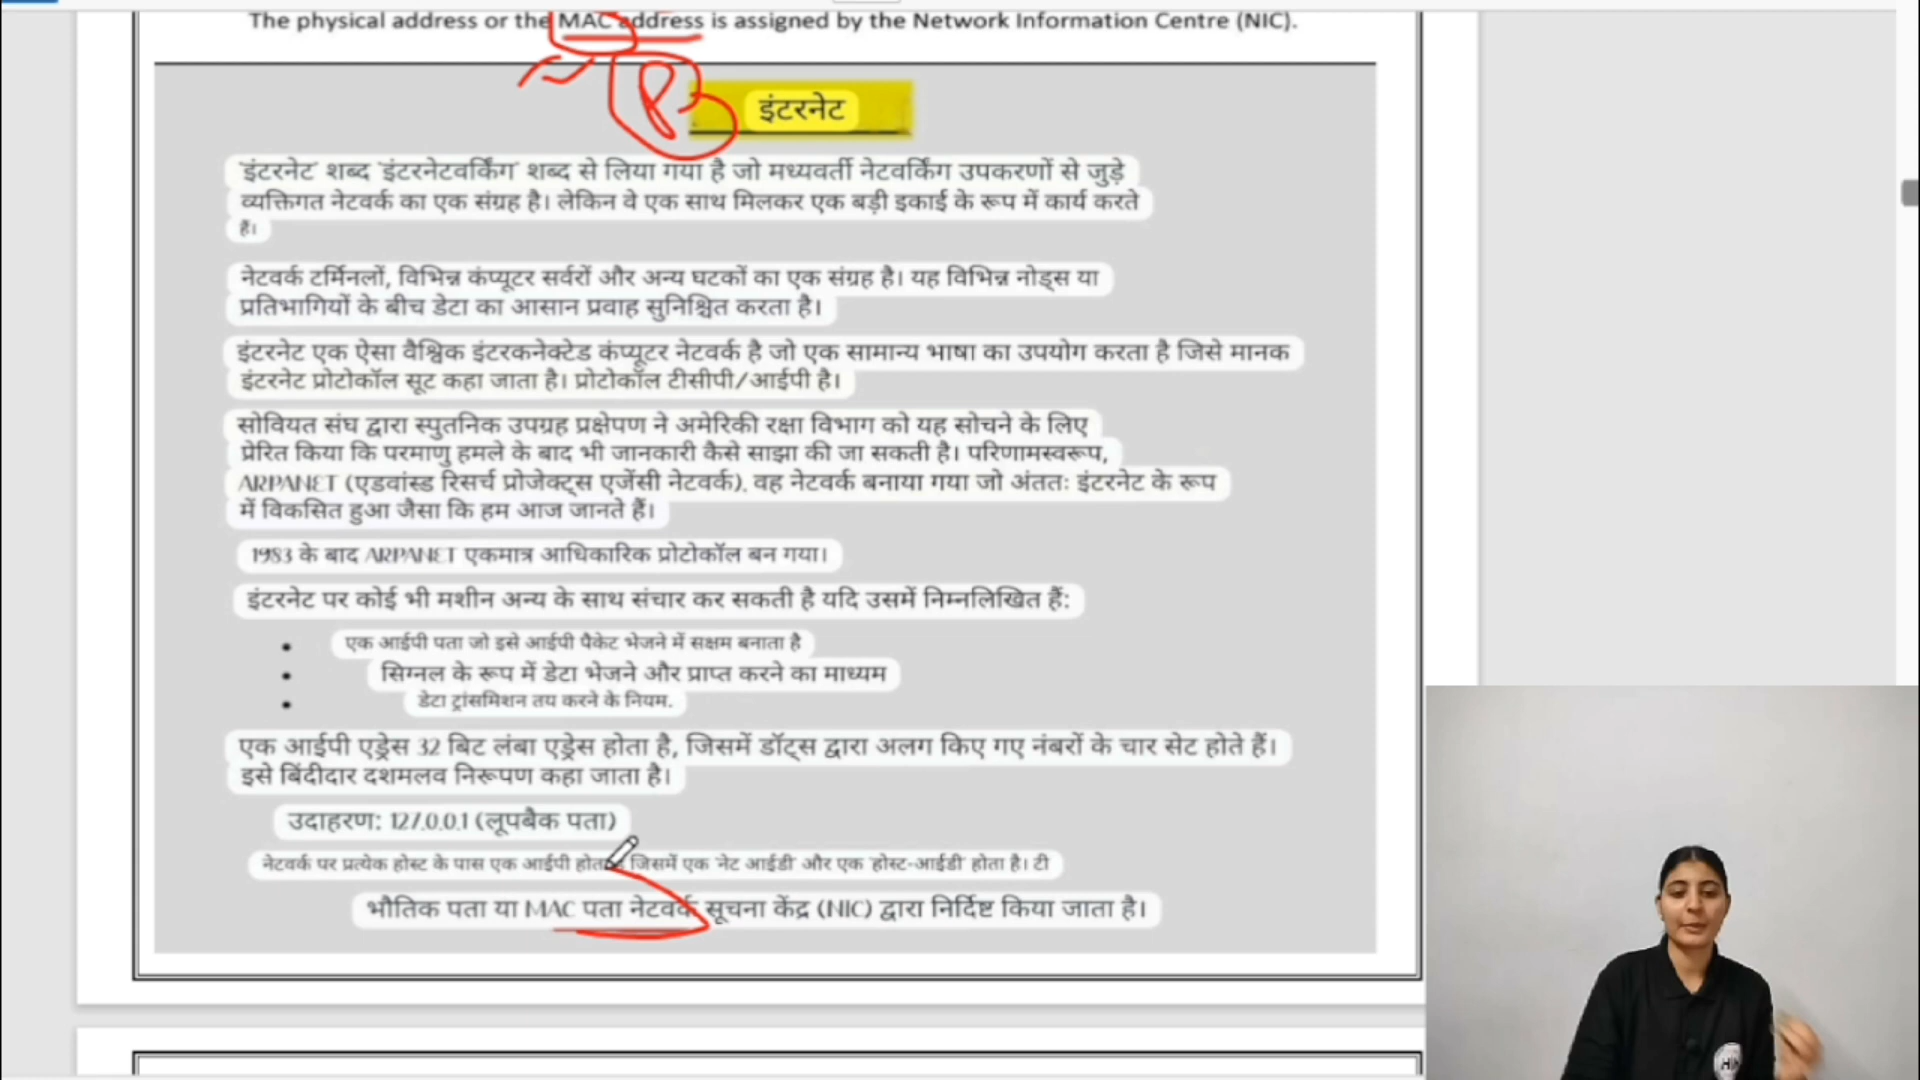 The physical address or the MAC address is assigned by the Network Information Centre (NIC).
इंटरनेट
'इंटरनेट' शब्द 'इंटरनेटवर्किंग' शब्द से लिया गया है जो मध्यवर्ती नेटवर्किंग उपकरणों से जुड़े
व्यक्तिगत नेटवर्क का एक संग्रह है। लेकिन वे एक साथ मिलकर एक बड़ी इकाई के रूप में कार्य करते
हैं।
नेटवर्क टर्मिनलों, विभिन्न कंप्यूटर सर्वरों और अन्य घटकों का एक संग्रह है। यह विभिन्न नोड्स या
प्रतिभागियों के बीच डेटा का आसान प्रवाह सुनिश्चित करता है।
इंटरनेट एक ऐसा वैश्विक इंटरकनेक्टेड कंप्यूटर नेटवर्क है जो एक सामान्य भाषा का उपयोग करता है जिसे मानक
इंटरनेट प्रोटोकॉल सूट कहा जाता है। प्रोटोकॉल टीसीपी/आईपी है।
सोवियत संघ द्वारा स्पुतनिक उपग्रह प्रक्षेपण ने अमेरिकी रक्षा विभाग को यह सोचने के लिए
प्रेरित किया कि परमाणु हमले के बाद भी जानकारी कैसे साझा की जा सकती है। परिणामस्वरूप,
ARPANET (एडवांस्ड रिसर्च प्रोजेक्ट्स एजेंसी नेटवर्क), वह नेटवर्क बनाया गया जो अंततः इंटरनेट के रूप
में विकसित हुआ जैसा कि हम आज जानते हैं।
1983 के बाद ARPANET एकमात्र आधिकारिक प्रोटोकॉल बन गया।
इंटरनेट पर कोई भी मशीन अन्य के साथ संचार कर सकती है यदि उसमें निम्नलिखित हैं:
• एक आईपी पता जो इसे आईपी पैकेट भेजने में सक्षम बनाता है
• सिग्नल के रूप में डेटा भेजने और प्राप्त करने का माध्यम
• डेटा ट्रांसमिशन तय करने के नियम.
एक आईपी एड्रेस 32 बिट लंबा एड्रेस होता है, जिसमें डॉट्स द्वारा अलग किए गए नंबरों के चार सेट होते हैं।
इसे बिंदीदार दशमलव निरूपण कहा जाता है।
उदाहरण: 127.0.0.1 (लूपबैक पता)
नेटवर्क पर प्रत्येक होस्ट के पास एक आईपी होता जिसमें एक 'नेट आईडी' और एक 'होस्ट-आईडी' होता है। टी
भौतिक पता या MAC पता नेटवर्क सूचना केंद्र (NIC) द्वारा निर्दिष्ट किया जाता है।